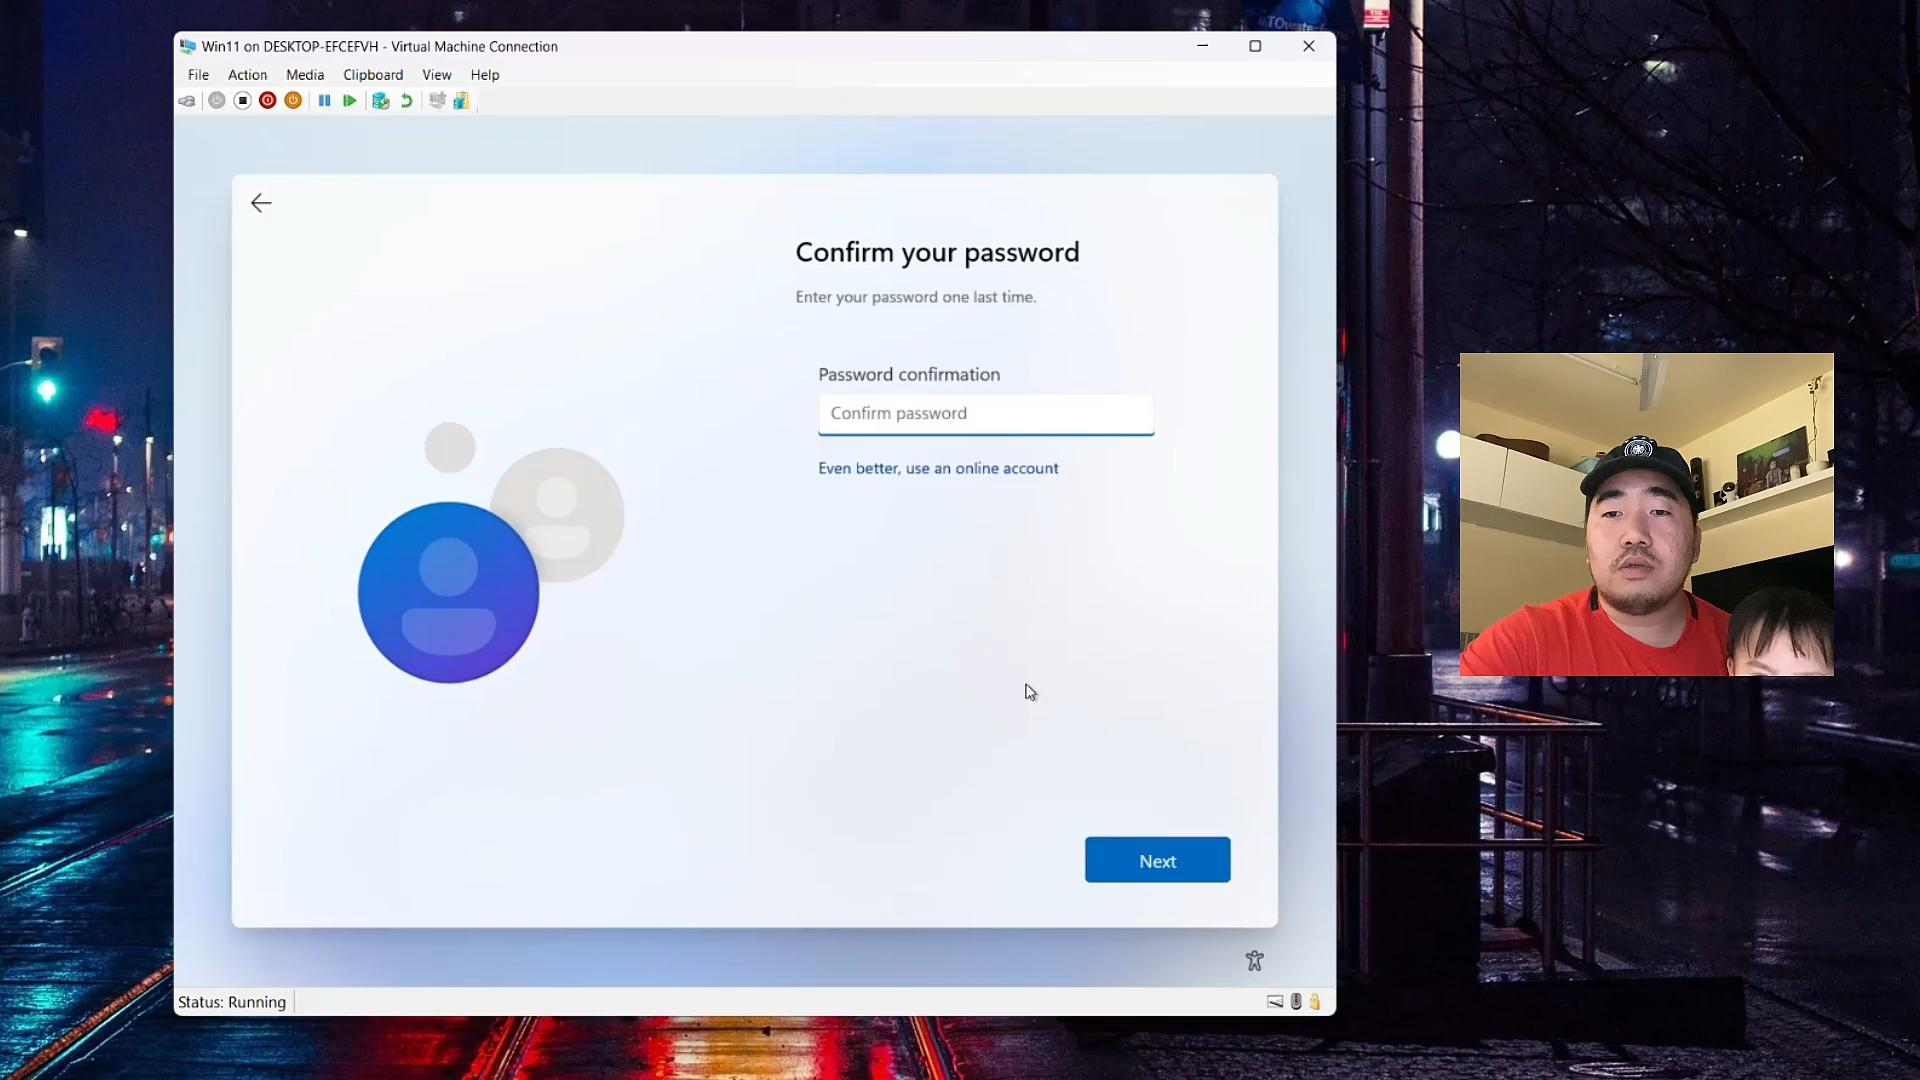 Win11 on DESKTOP-EFCEFVH - Virtual Machine Connection
File Action Media Clipboard View Help
Confirm your password
Enter your password one last time.
Password confirmation
Confirm password
Even better, use an online account
Next
Status: Running